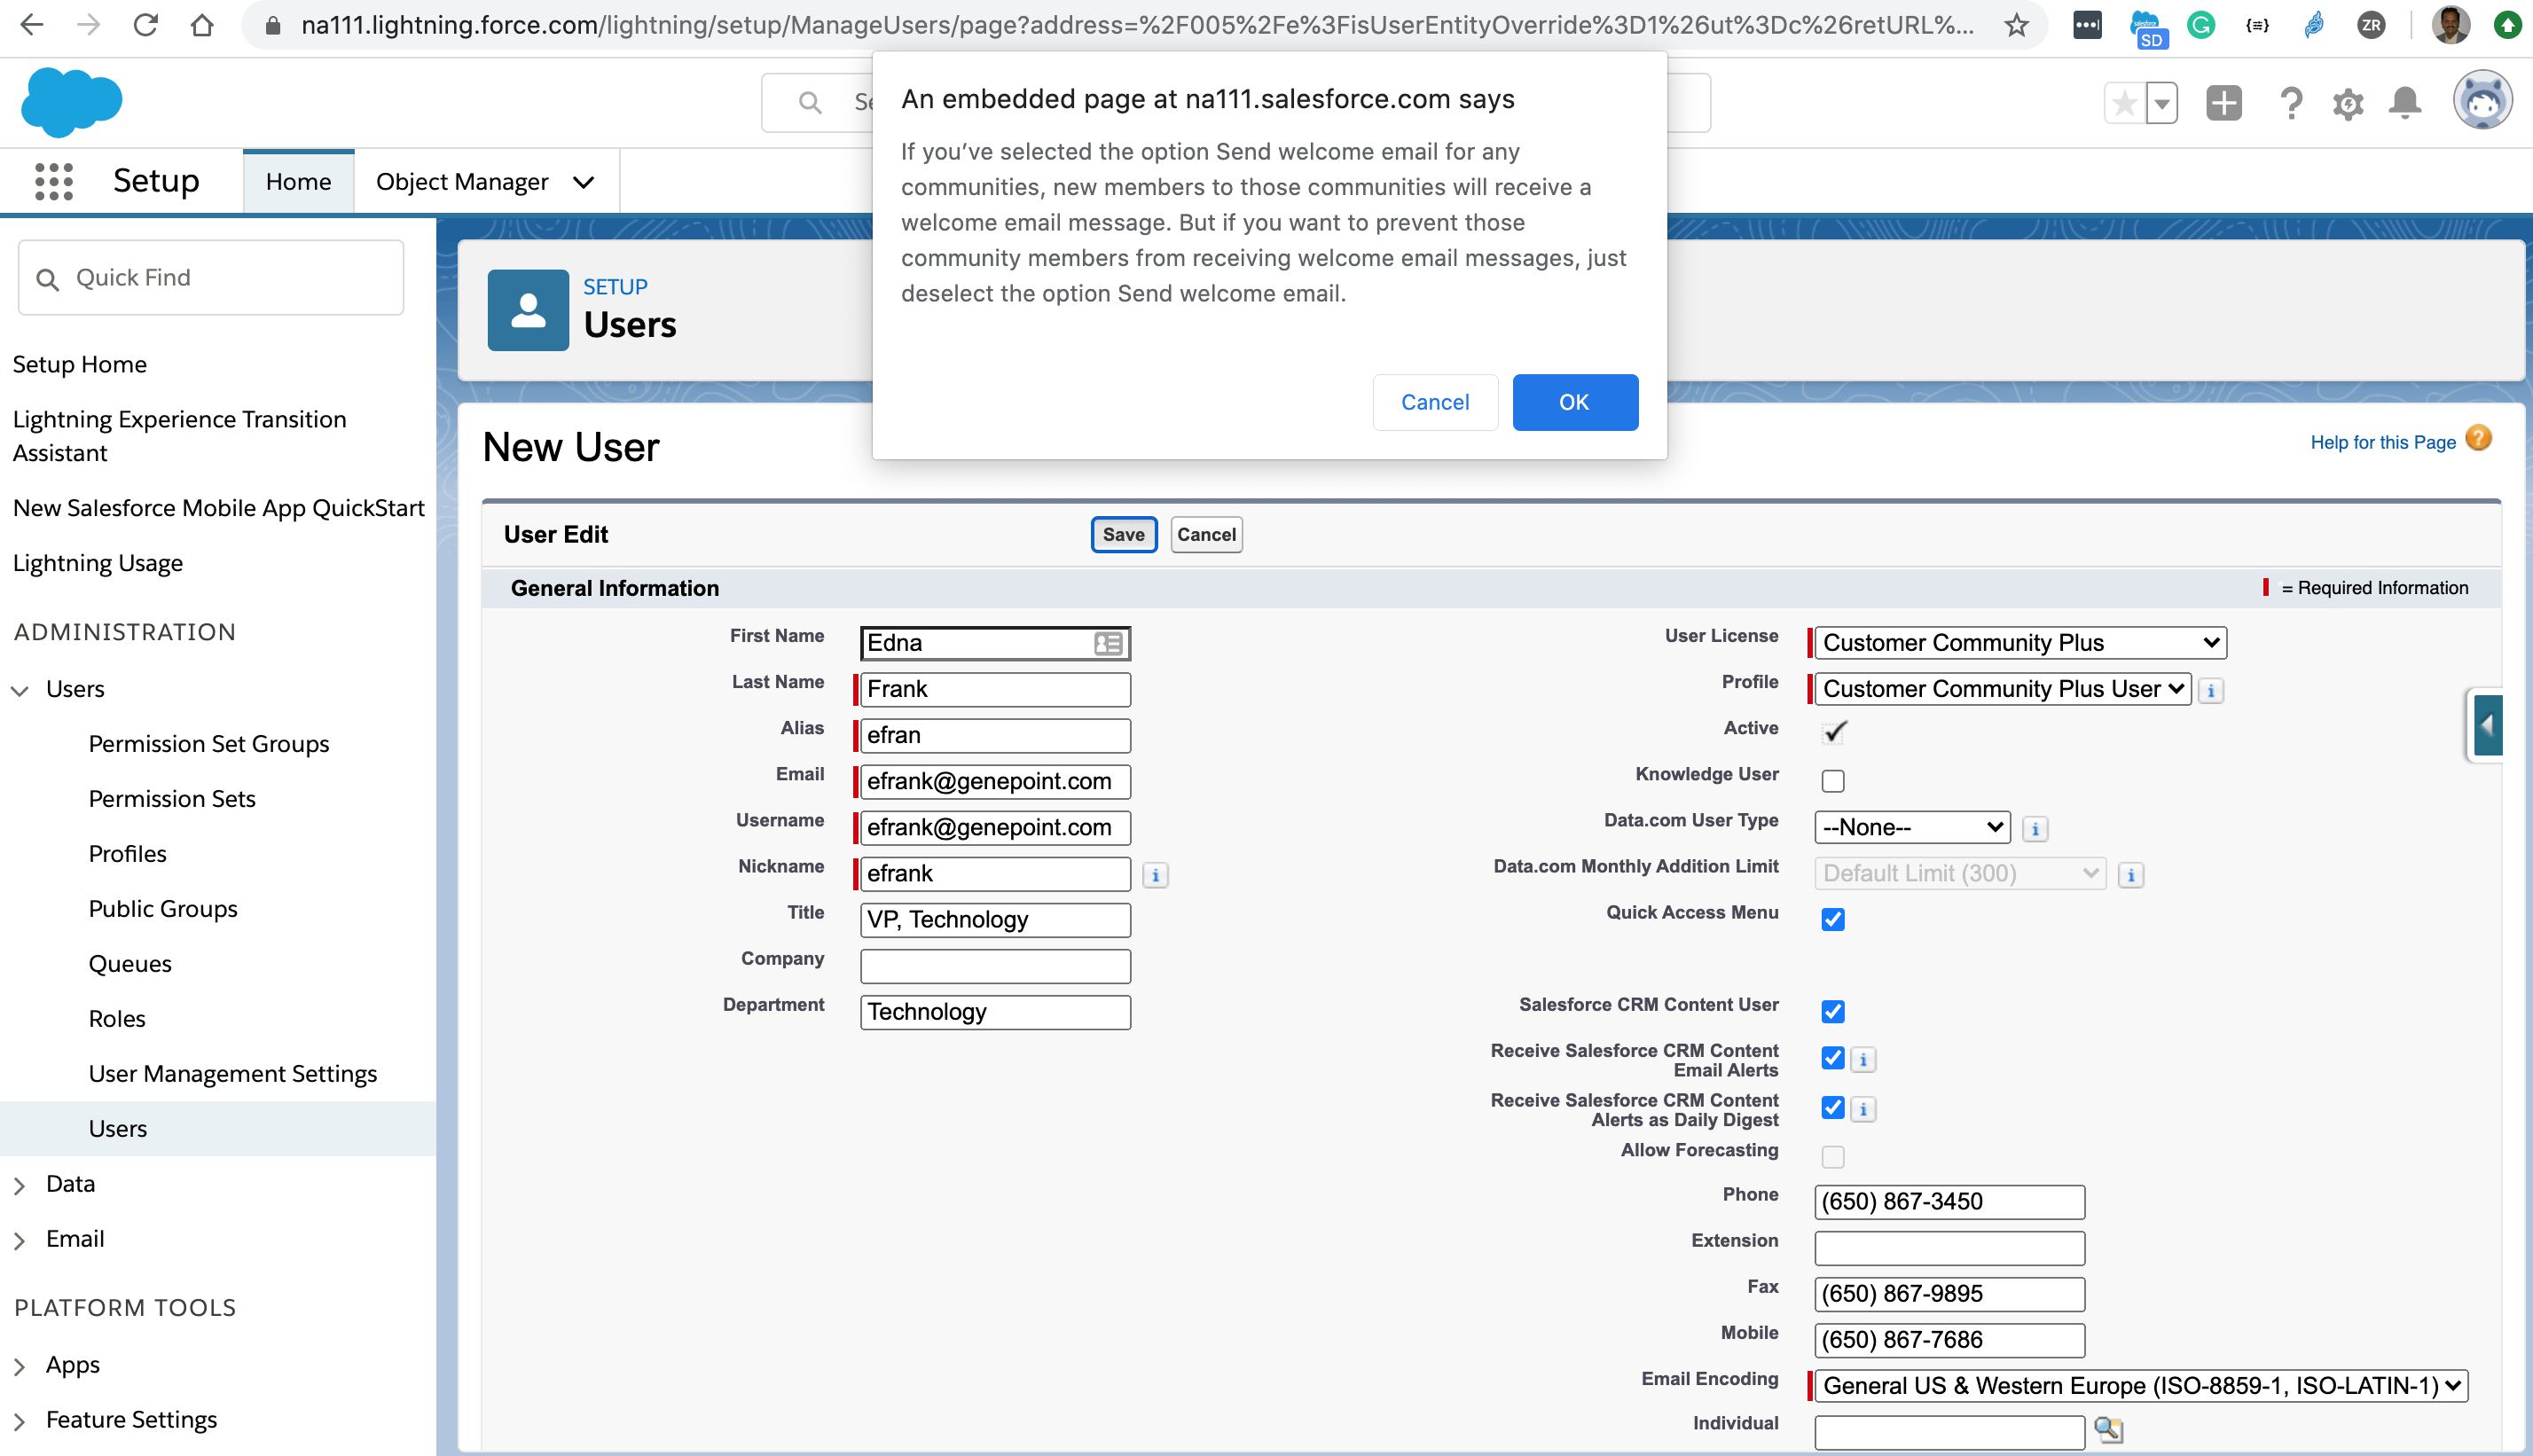 na111.lightning.force.com/lightning/setup/ManageUsers/page?address=%2F005%2Fe%3FisUserEntityOverride%3D1%26ut%3Dc%26retURL%...
SD
ZR
An embedded page at na111.salesforce.com says
If you’ve selected the option Send welcome email for any
communities, new members to those communities will receive a
welcome email message. But if you want to prevent those
community members from receiving welcome email messages, just
deselect the option Send welcome email.
Cancel
OK
Setup
Home
Object Manager
Quick Find
Setup Home
Lightning Experience Transition
Assistant
New Salesforce Mobile App QuickStart
Lightning Usage
ADMINISTRATION
Users
Permission Set Groups
Permission Sets
Profiles
Public Groups
Queues
Roles
User Management Settings
Users
Data
Email
PLATFORM TOOLS
Apps
Feature Settings
SETUP
Users
New User
Help for this Page
User Edit
Save
Cancel
General Information
= Required Information
First Name Edna
Last Name Frank
Alias efran
Email efrank@genepoint.com
Username efrank@genepoint.com
Nickname efrank
Title VP, Technology
Company
Department Technology
User License Customer Community Plus
Profile Customer Community Plus User
Active
Knowledge User
Data.com User Type --None--
Data.com Monthly Addition Limit Default Limit (300)
Quick Access Menu
Salesforce CRM Content User
Receive Salesforce CRM Content
Email Alerts
Receive Salesforce CRM Content
Alerts as Daily Digest
Allow Forecasting
Phone (650) 867-3450
Extension
Fax (650) 867-9895
Mobile (650) 867-7686
Email Encoding General US & Western Europe (ISO-8859-1, ISO-LATIN-1)
Individual